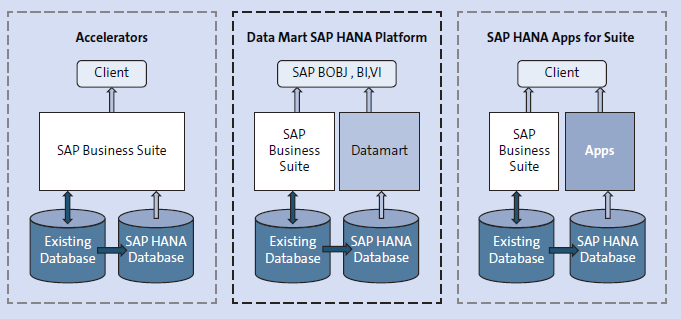 Accelerators
Client
SAP Business Suite
Existing
Database
SAP HANA
Database
Data Mart SAP HANA Platform
SAP BOBJ , BI,VI
SAP
Business
Suite
Datamart
Existing
Database
SAP HANA
Database
SAP HANA Apps for Suite
Client
SAP
Business
Suite
Apps
Existing
Database
SAP HANA
Database